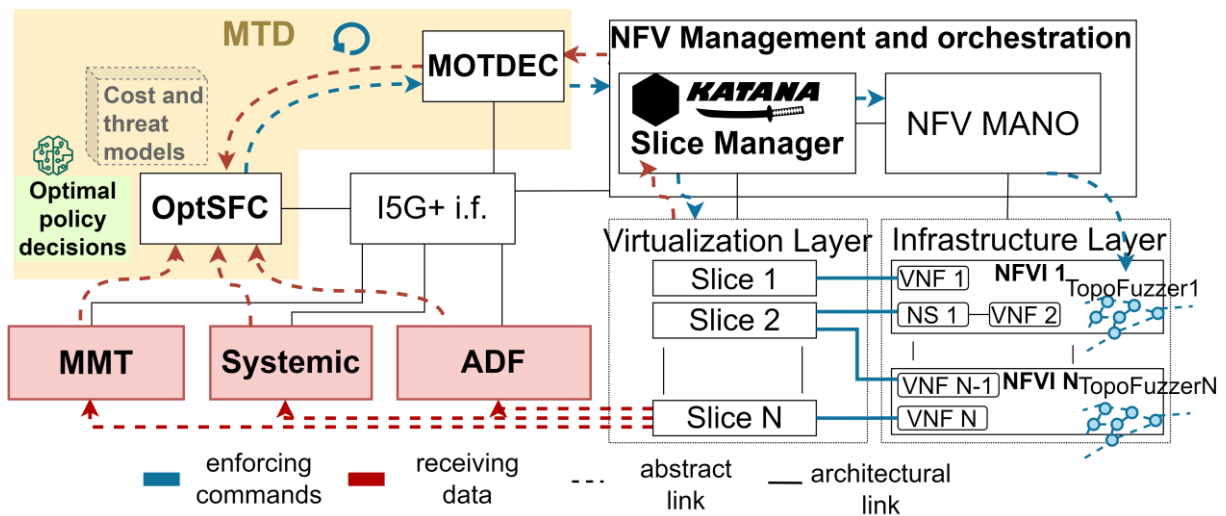 MTD
MOTDEC
Cost and
threat
models
Optimal
policy
decisions
OptSFC
I5G+ i.f.
NFV Management and orchestration
KATANA
Slice Manager
NFV MANO
Virtualization Layer
Slice 1
Slice 2
Slice N
Infrastructure Layer
VNF 1
NFVI 1
TopoFuzzer1
NS 1
VNF 2
VNF N-1
NFVI N
TopoFuzzerN
VNF N
MMT
Systemic
ADF
enforcing
commands
receiving
data
abstract
link
architectural
link